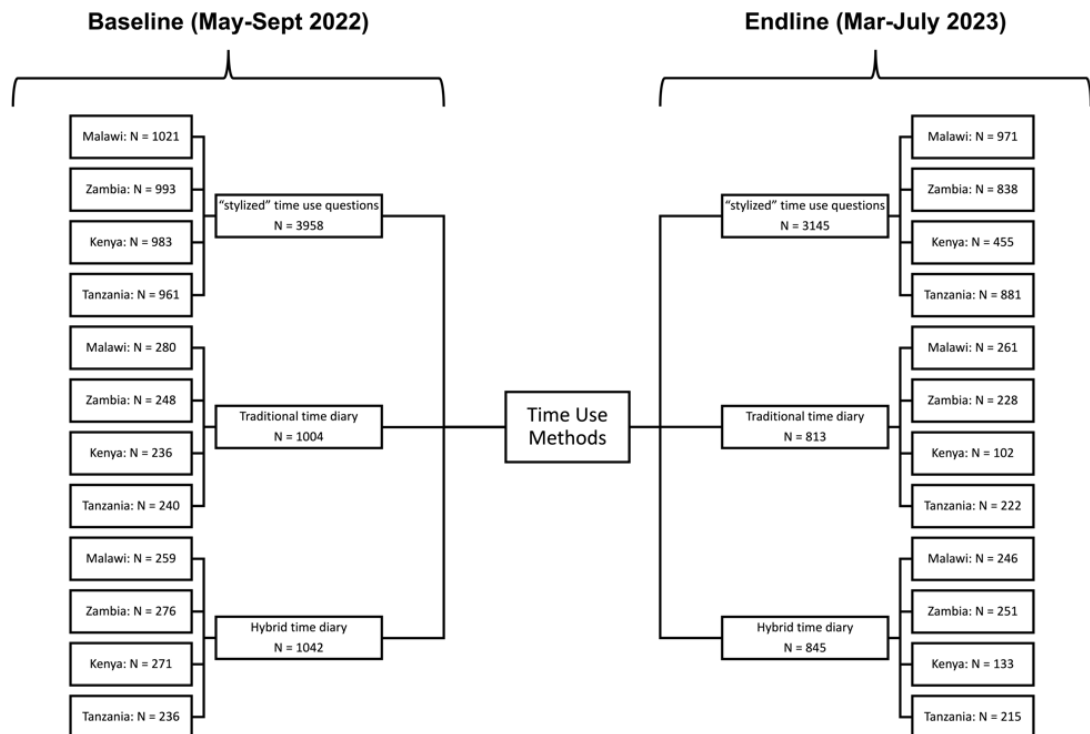 Baseline (May-Sept 2022)
Endline (Mar-July 2023)
Malawi: N = 1021
Zambia: N = 993
Kenya: N = 983
Tanzania: N = 961
"stylized" time use questions
N = 3958
Malawi: N = 280
Zambia: N = 248
Kenya: N = 236
Tanzania: N = 240
Traditional time diary
N = 1004
Malawi: N = 259
Zambia: N = 276
Kenya: N = 271
Tanzania: N = 236
Hybrid time diary
N = 1042
Time Use
Methods
"stylized" time use questions
N = 3145
Malawi: N = 971
Zambia: N = 838
Kenya: N = 455
Tanzania: N = 881
Traditional time diary
N = 813
Malawi: N = 261
Zambia: N = 228
Kenya: N = 102
Tanzania: N = 222
Hybrid time diary
N = 845
Malawi: N = 246
Zambia: N = 251
Kenya: N = 133
Tanzania: N = 215